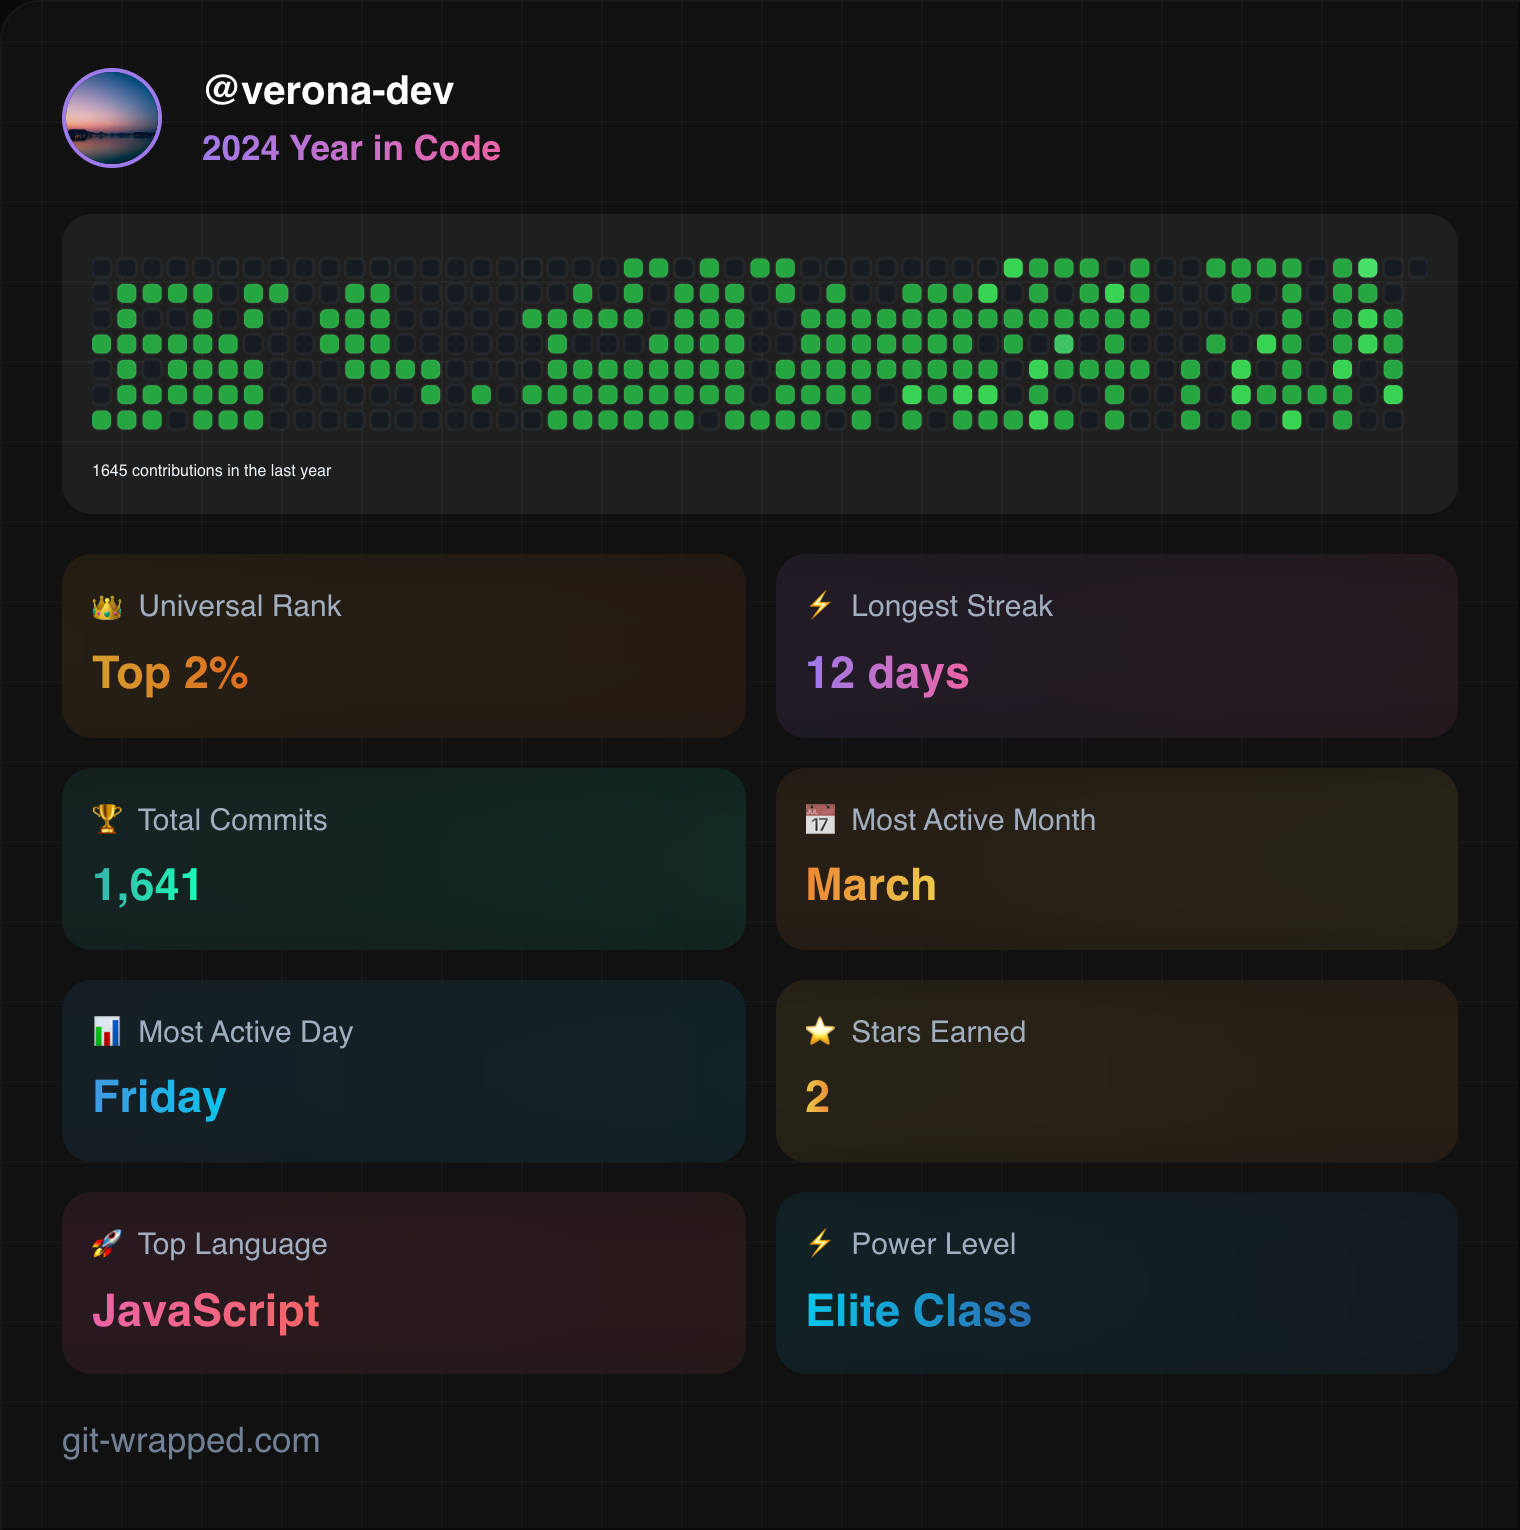 @verona-dev
2024 Year in Code
1645 contributions in the last year
Universal Rank
Top 2%
Longest Streak
12 days
Total Commits
1,641
17
Most Active Month
March
Most Active Day
Friday
Stars Earned
2
Top Language
JavaScript
Power Level
Elite Class
git-wrapped.com